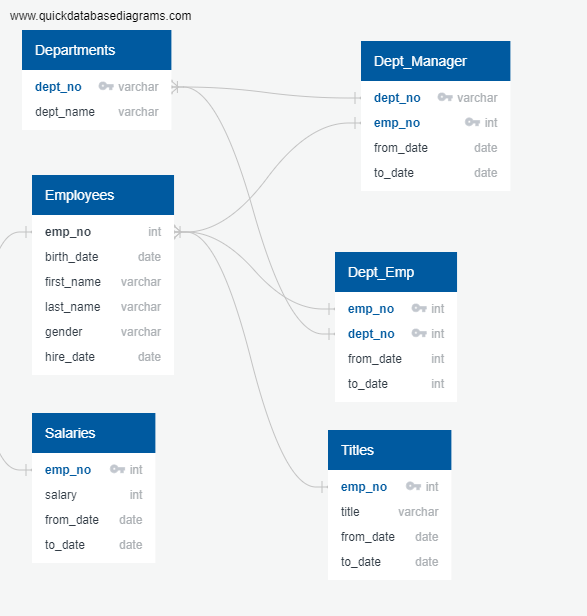 www.quickdatabasediagrams.com
Departments
dept_no varchar
dept_name varchar
Dept_Manager
dept_no varchar
emp_no int
from_date date
to_date date
Employees
emp_no int
birth_date date
first_name varchar
last_name varchar
gender varchar
hire_date date
Dept_Emp
emp_no int
dept_no int
from_date int
to_date int
Salaries
emp_no int
salary int
from_date date
to_date date
Titles
emp_no int
title varchar
from_date date
to_date date